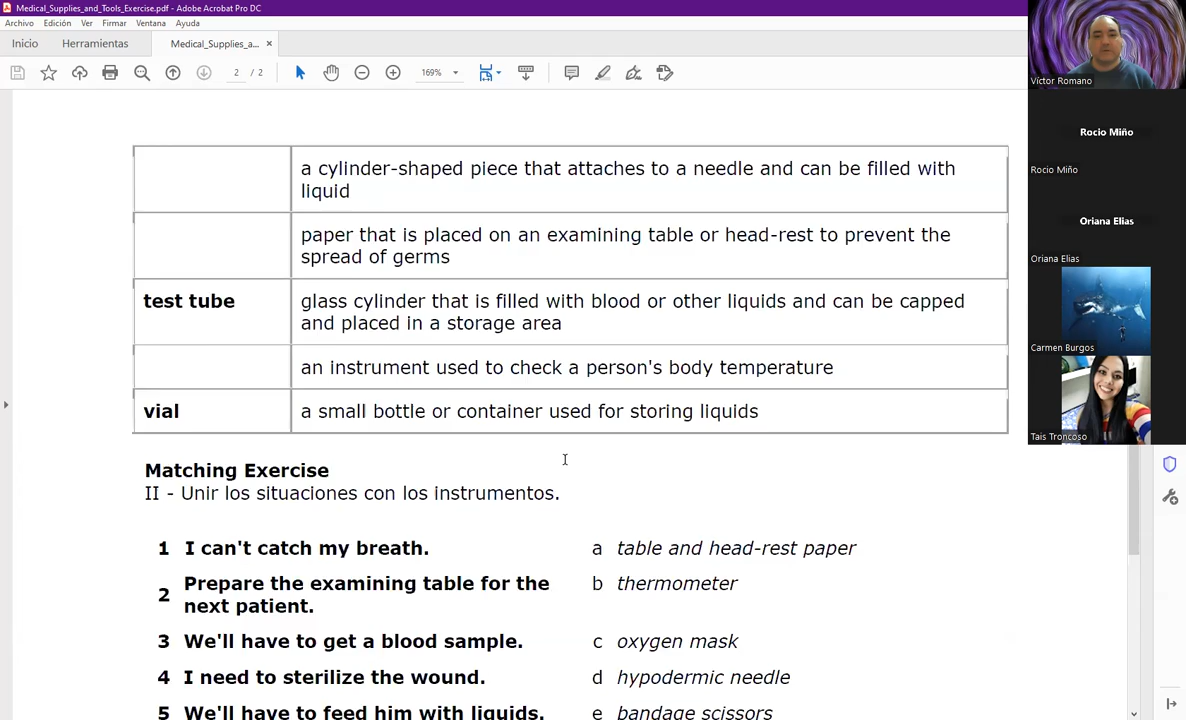 Medical_Supplies_and_Tools_Exercise.pdf - Adobe Acrobat Pro DC
Archivo Edición Ver Firmar Ventana Ayuda
Inicio Herramientas Medical_Supplies_a... ×
2 / 2 169%
a cylinder-shaped piece that attaches to a needle and can be filled with
liquid
paper that is placed on an examining table or head-rest to prevent the
spread of germs
test tube glass cylinder that is filled with blood or other liquids and can be capped
and placed in a storage area
an instrument used to check a person's body temperature
vial a small bottle or container used for storing liquids
Matching Exercise
II - Unir los situaciones con los instrumentos.
1 I can't catch my breath. a table and head-rest paper
2 Prepare the examining table for the
next patient.
b thermometer
3 We'll have to get a blood sample. c oxygen mask
4 I need to sterilize the wound. d hypodermic needle
5 We'll have to feed him with liquids. e bandage scissors
Víctor Romano
Rocio Miño
Rocio Miño
Oriana Elias
Oriana Elias
Carmen Burgos
Tais Troncoso